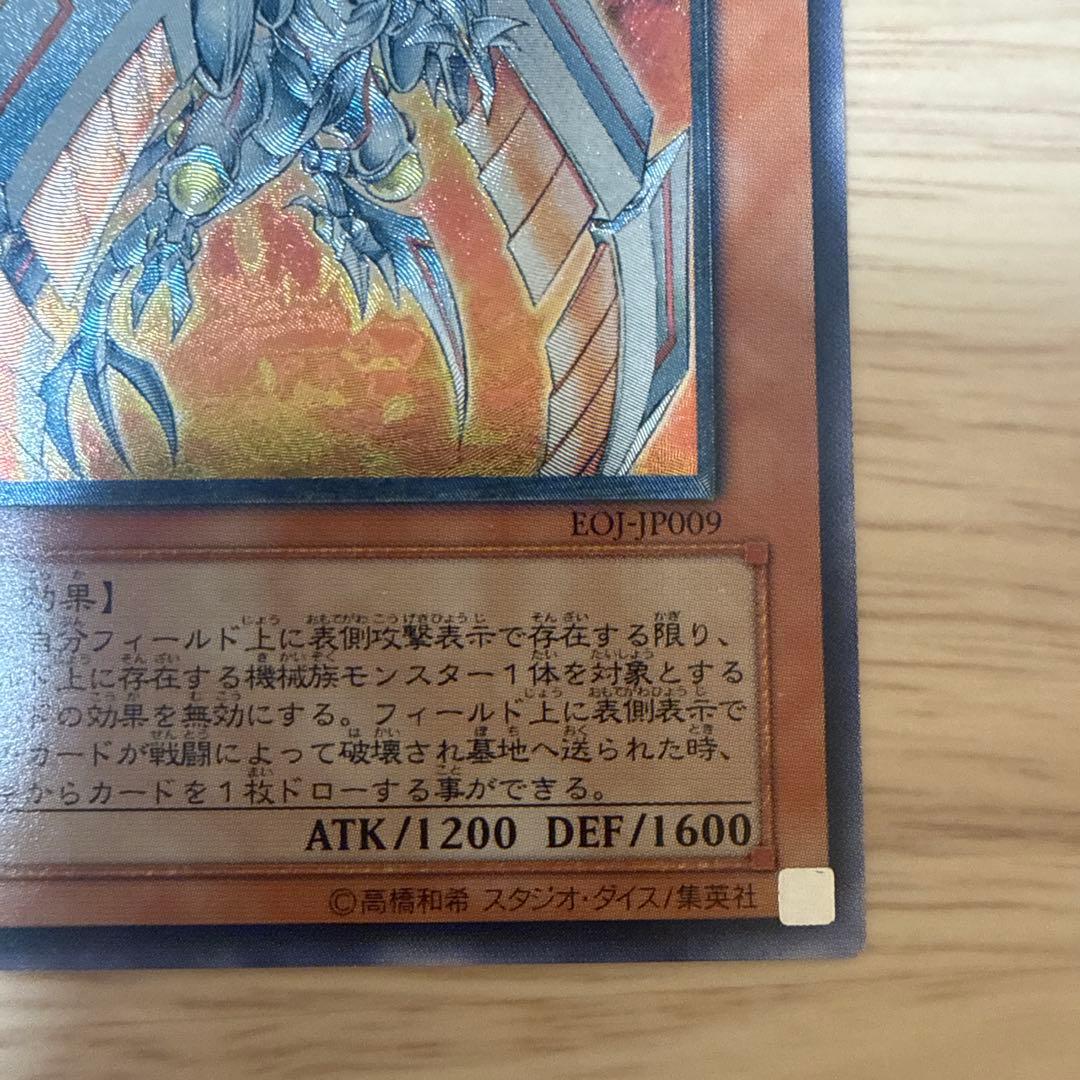 EOJ-JP009
効果】
自分フィールド上に表側攻撃表示で存在する限り、
ド上に存在する機械族モンスター1体を対象とする
ドの効果を無効にする。フィールド上に表側表示で
カードが戦闘によって破壊され墓地へ送られた時、
からカードを1枚ドローする事ができる。
ATK/1200 DEF/1600
©高橋和希 スタジオ・ダイス/集英社